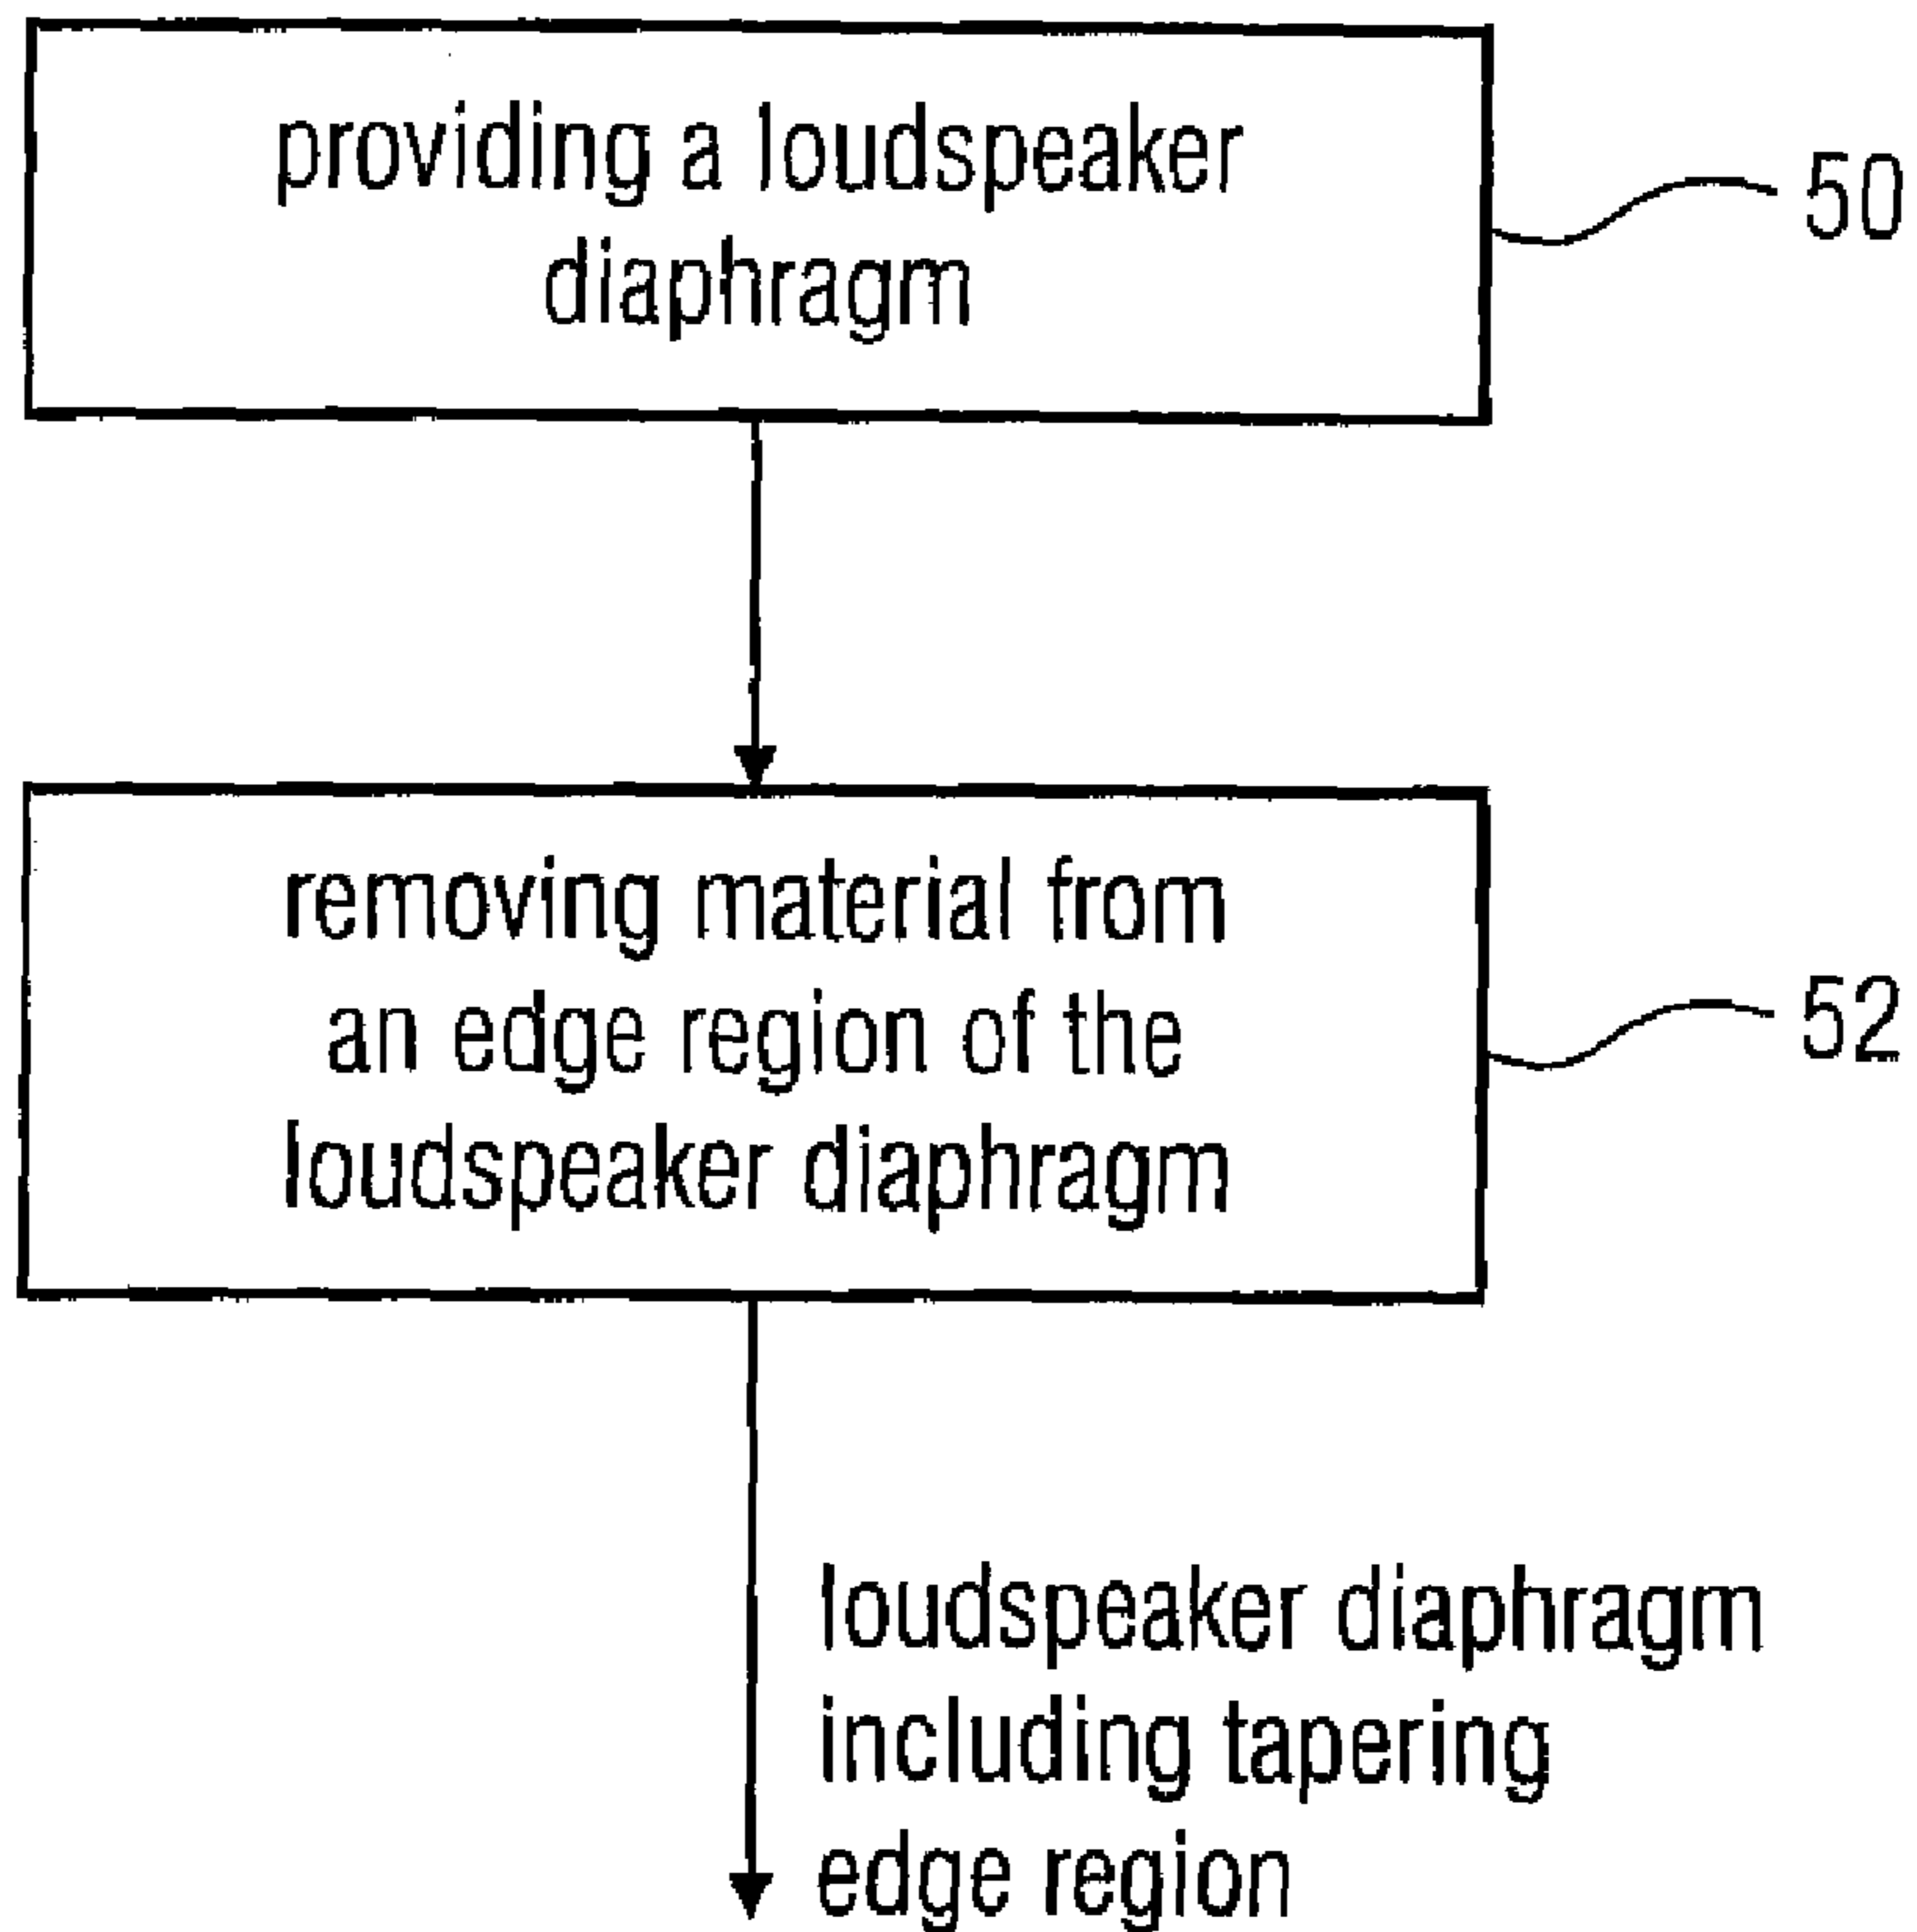 providing a loudspeaker
diaphragm
50
removing material from
an edge region of the
loudspeaker diaphragm
52
loudspeaker diaphragm
including tapering
edge region